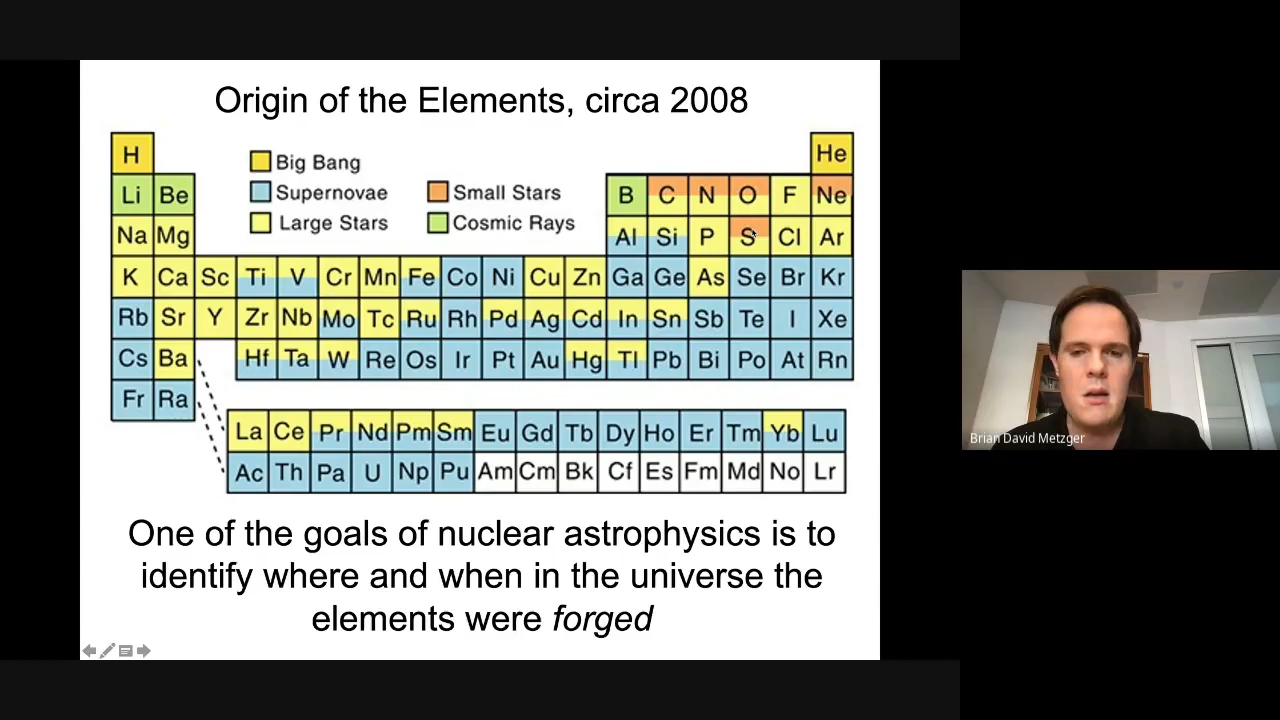 Origin of the Elements, circa 2008
H He
Big Bang
Supernovae Small Stars
Large Stars Cosmic Rays
Li Be B C N O F Ne
Na Mg Al Si P S Cl Ar
K Ca Sc Ti V Cr Mn Fe Co Ni Cu Zn Ga Ge As Se Br Kr
Rb Sr Y Zr Nb Mo Tc Ru Rh Pd Ag Cd In Sn Sb Te I Xe
Cs Ba Hf Ta W Re Os Ir Pt Au Hg Tl Pb Bi Po At Rn
Fr Ra
La Ce Pr Nd Pm Sm Eu Gd Tb Dy Ho Er Tm Yb Lu
Ac Th Pa U Np Pu Am Cm Bk Cf Es Fm Md No Lr
One of the goals of nuclear astrophysics is to
identify where and when in the universe the
elements were forged
Brian David Metzger